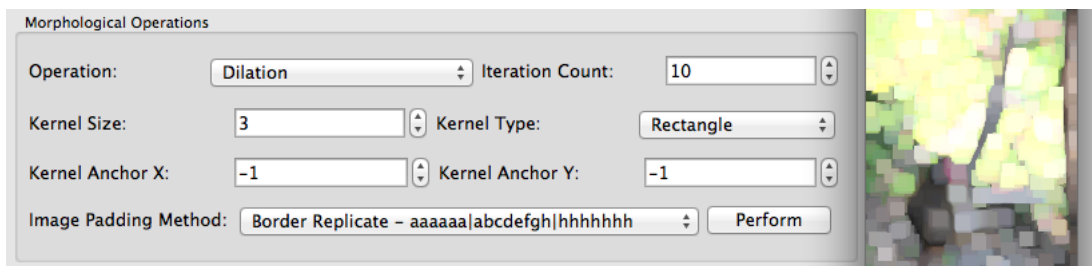 Morphological Operations
Operation: Dilation Iteration Count: 10
Kernel Size: 3 Kernel Type: Rectangle
Kernel Anchor X: -1 Kernel Anchor Y: -1
Image Padding Method: Border Replicate - aaaaaa|abcdefgh|hhhhhhh Perform